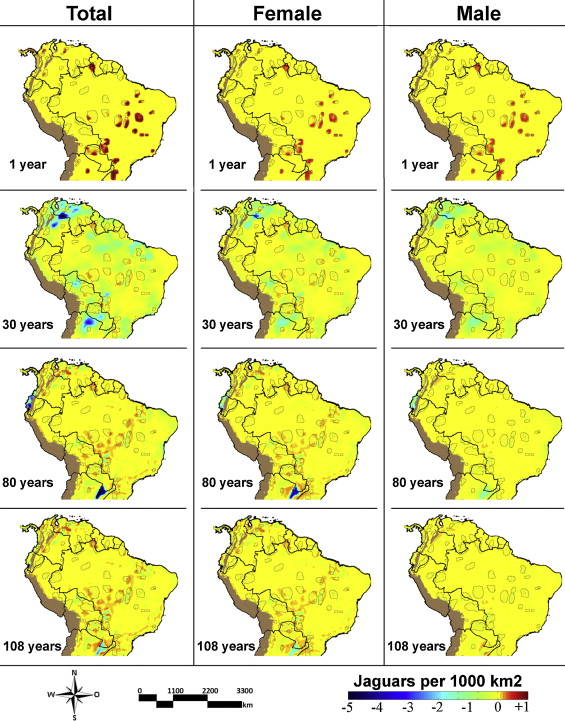 Total Female Male
1 year 1 year 1 year
30 years 30 years 30 years
80 years 80 years 80 years
108 years 108 years 108 years
N
W O
S
0 1100 2200 3300
km
Jaguars per 1000 km2
-5 -4 -3 -2 -1 0 +1